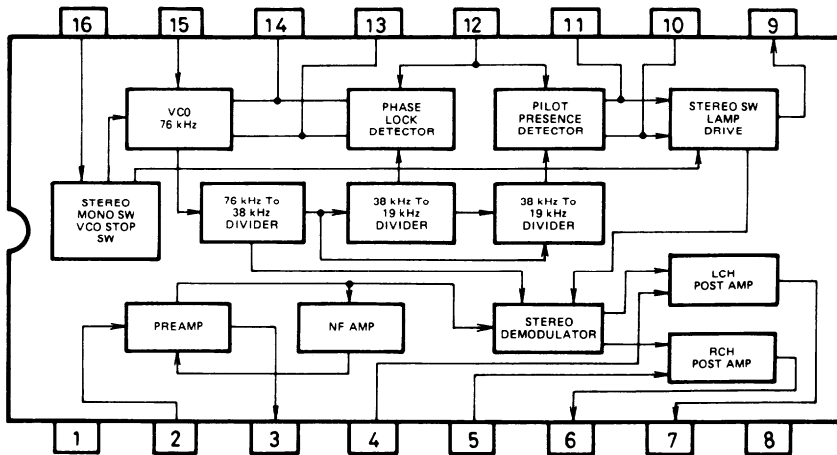 16 15 14 13 12 11 10 9
VCO
76 kHz
PHASE
LOCK
DETECTOR
PILOT
PRESENCE
DETECTOR
STEREO SW
LAMP
DRIVE
STEREO
MONO SW
VCO STOP
SW
76 kHz To
38 kHz
DIVIDER
38 kHz To
19 kHz
DIVIDER
38 kHz To
19 kHz
DIVIDER
PREAMP
NF AMP
STEREO
DEMODULATOR
LCH
POST AMP
RCH
POST AMP
1 2 3 4 5 6 7 8